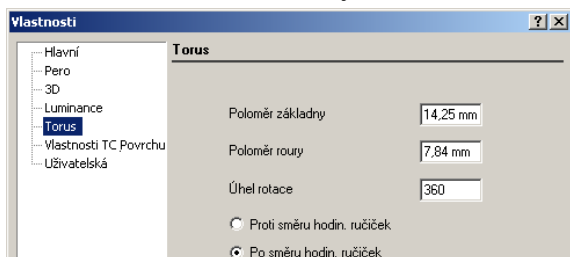 Vlastnosti
Hlavní
Pero
3D
Luminance
Torus
Vlastnosti TC Povrchu
Uživatelská
Torus
Poloměr základny 14,25 mm
Poloměr roury 7,84 mm
Úhel rotace 360
Proti směru hodin. ručiček
Po směru hodin. ručiček